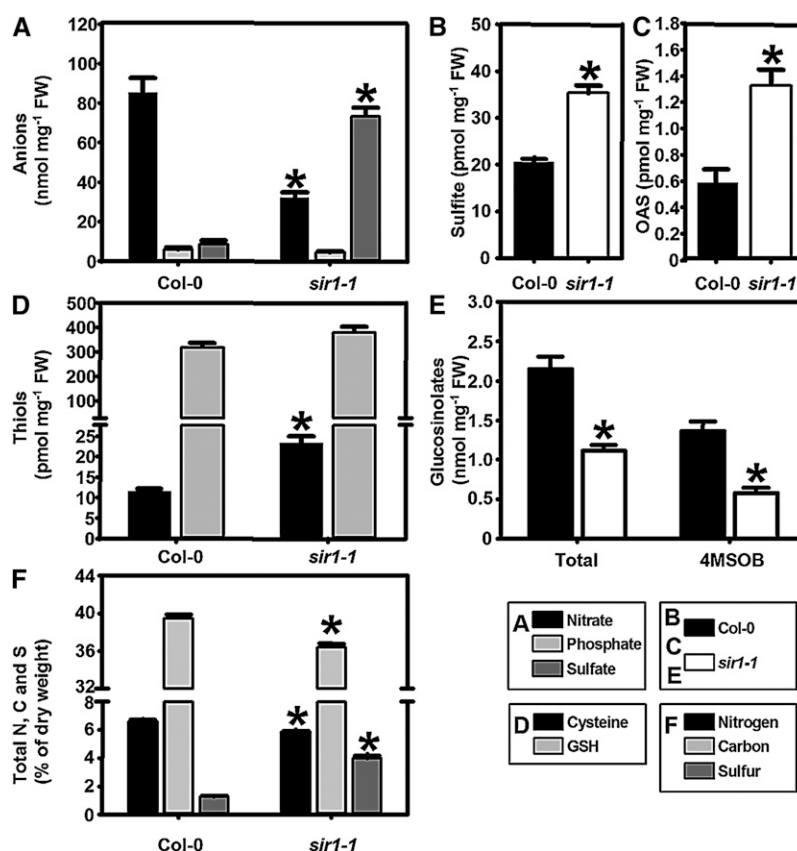 A
Anions
(nmol mg⁻¹ FW)
100
80
60
40
20
0
*
*
Col-0
sir1-1
B
Sulfite (pmol mg⁻¹ FW)
50
40
30
20
10
0
*
Col-0
sir1-1
C
OAS (pmol mg⁻¹ FW)
1.8
1.6
1.4
1.2
1.0
0.8
0.6
0.4
0.2
0
*
Col-0
sir1-1
D
Thiols
(pmol mg⁻¹ FW)
500
400
300
200
100
25
20
15
10
5
0
*
Col-0
sir1-1
E
Glucosinolates
(nmol mg⁻¹ FW)
3.0
2.5
2.0
1.5
1.0
0.5
0
*
*
Total
4MSOB
F
Total N, C and S
(% of dry weight)
44
40
36
32
8
6
4
2
0
*
*
*
Col-0
sir1-1
A
Nitrate
Phosphate
Sulfate
B
C
E
Col-0
sir1-1
D
Cysteine
GSH
F
Nitrogen
Carbon
Sulfur